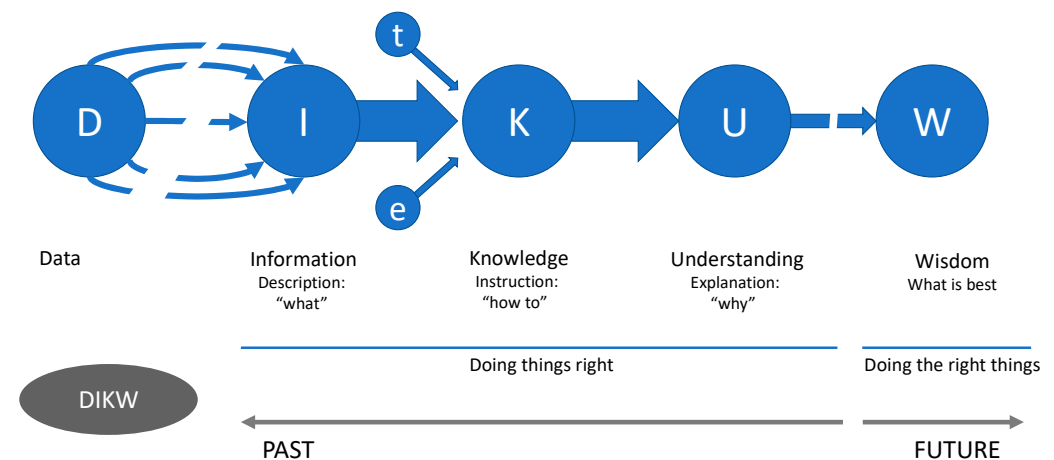 t
D
I
K
U
W
e
Data
Information
Description:
“what”
Knowledge
Instruction:
“how to”
Understanding
Explanation:
“why”
Wisdom
What is best
Doing things right
Doing the right things
DIKW
PAST
FUTURE